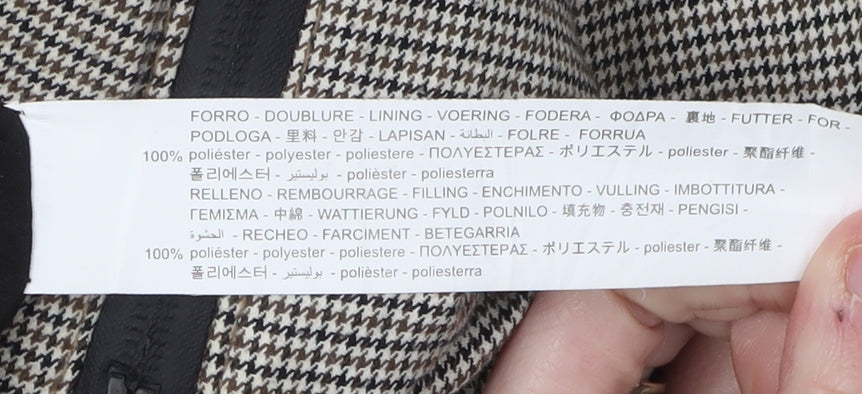 FORRO - DOUBLURE - LINING - VOERING - FODERA - ΦΟΔΡΑ - 裏地 - FUTTER - FOR -
PODLOGA - 里料 - 안감 - LAPISAN - البطانة - FOLRE - FORRUA
100% poliéster - polyester - poliestere - ΠΟΛΥΕΣΤΕΡΑΣ - ポリエステル - poliester - 聚酯纤维 -
폴리에스터 - بوليستير - polièster - poliesterra
RELLENO - REMBOURRAGE - FILLING - ENCHIMENTO - VULLING - IMBOTTITURA -
ΓΕΜΙΣΜΑ - 中綿 - WATTIERUNG - FYLD - POLNILO - 填充物 - 충전재 - PENGISI -
الحشوة - RECHEO - FARCIMENT - BETEGARRIA
100% poliéster - polyester - poliestere - ΠΟΛΥΕΣΤΕΡΑΣ - ポリエステル - poliester - 聚酯纤维 -
폴리에스터 - بوليستير - polièster - poliesterra